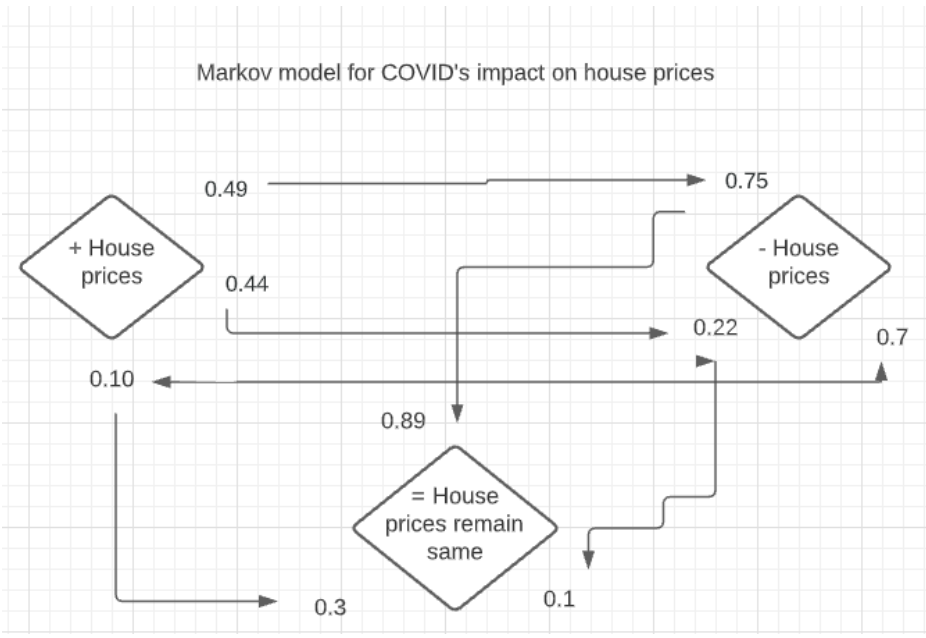 Markov model for COVID's impact on house prices
0.49
0.75
+ House
prices
- House
prices
0.44
0.22
0.7
0.10
0.89
= House
prices remain
same
0.3
0.1